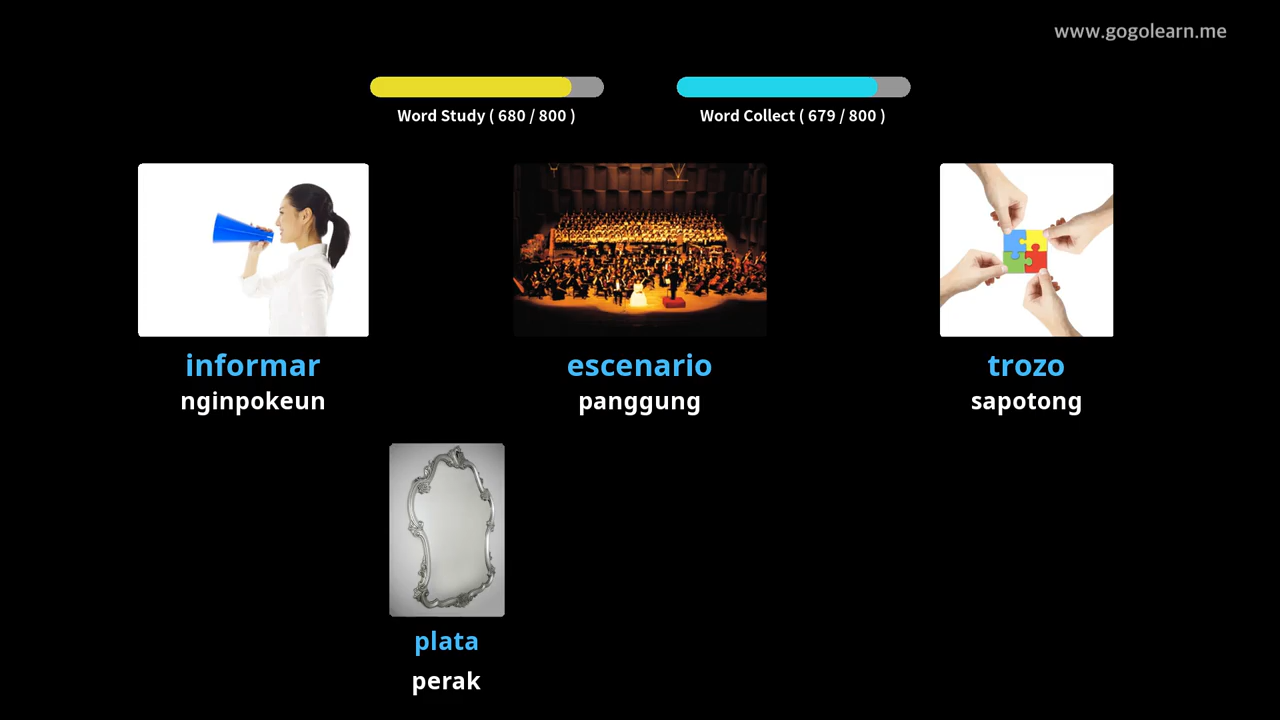 www.gogolearn.me
Word Study ( 680 / 800 )
Word Collect ( 679 / 800 )
informar
nginpokeun
escenario
panggung
trozo
sapotong
plata
perak